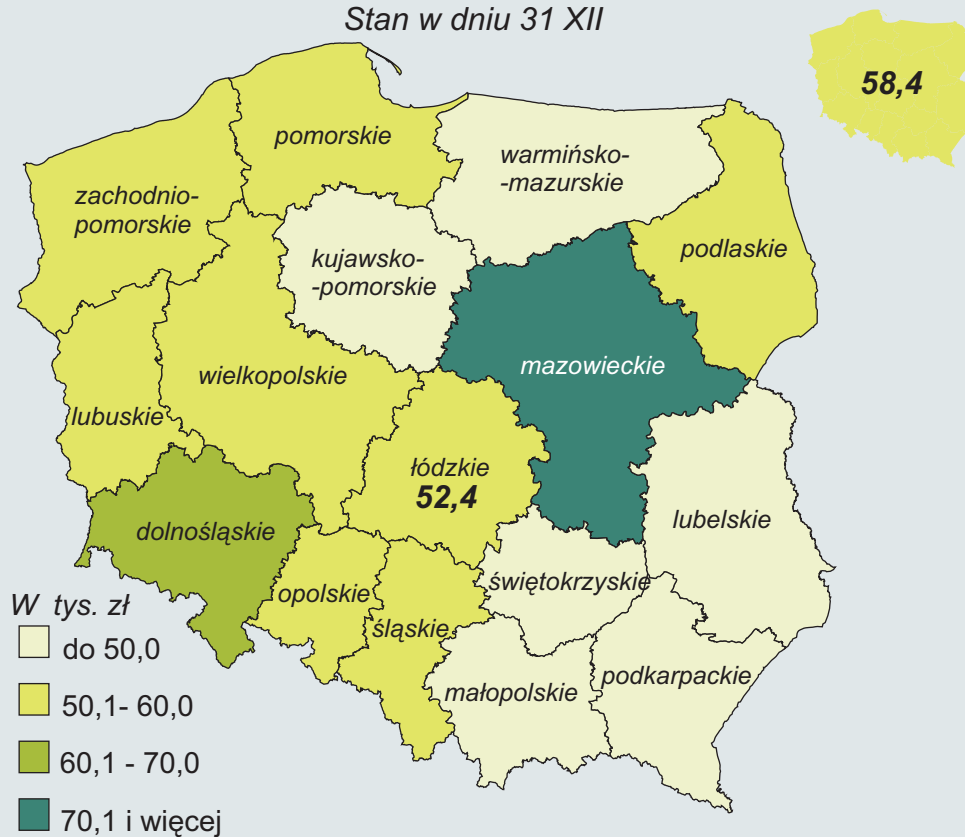 Stan w dniu 31 XII
58,4
pomorskie
warmińsko-
-mazurskie
zachodnio-
pomorskie
podlaskie
kujawsko-
-pomorskie
mazowieckie
wielkopolskie
lubuskie
łódzkie
52,4
lubelskie
dolnośląskie
świętokrzyskie
opolskie
śląskie
podkarpackie
małopolskie
W tys. zł
do 50,0
50,1- 60,0
60,1 - 70,0
70,1 i więcej